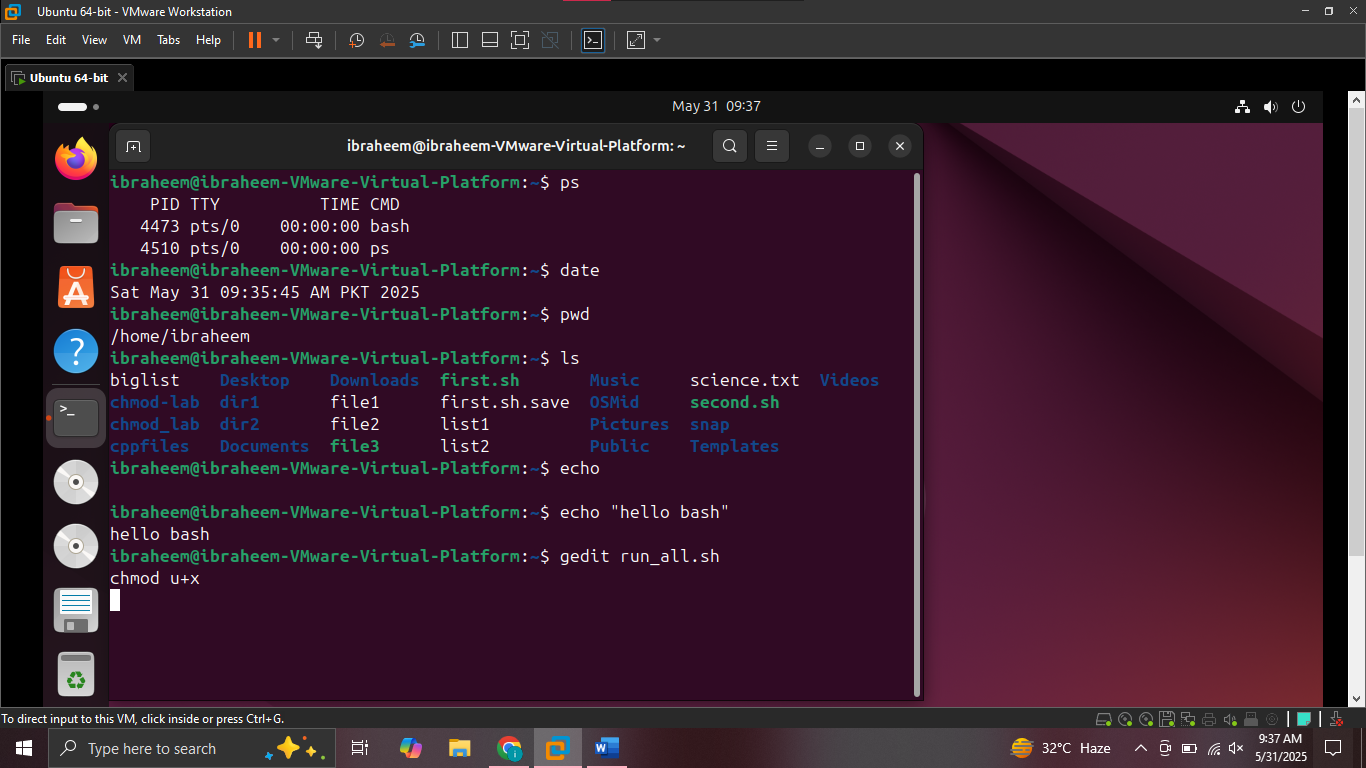 Ubuntu 64-bit - VMware Workstation
File Edit View VM Tabs Help
Ubuntu 64-bit
May 31 09:37
ibraheem@ibraheem-VMware-Virtual-Platform: ~
ibraheem@ibraheem-VMware-Virtual-Platform:~$ ps
    PID TTY          TIME CMD
   4473 pts/0    00:00:00 bash
   4510 pts/0    00:00:00 ps
ibraheem@ibraheem-VMware-Virtual-Platform:~$ date
Sat May 31 09:35:45 AM PKT 2025
ibraheem@ibraheem-VMware-Virtual-Platform:~$ pwd
/home/ibraheem
ibraheem@ibraheem-VMware-Virtual-Platform:~$ ls
biglist    Desktop    Downloads  first.sh       Music     science.txt  Videos
chmod-lab  dir1       file1      first.sh.save  OSMid     second.sh
chmod_lab  dir2       file2      list1          Pictures  snap
cppfiles   Documents  file3      list2          Public    Templates
ibraheem@ibraheem-VMware-Virtual-Platform:~$ echo
ibraheem@ibraheem-VMware-Virtual-Platform:~$ echo "hello bash"
hello bash
ibraheem@ibraheem-VMware-Virtual-Platform:~$ gedit run_all.sh
chmod u+x
To direct input to this VM, click inside or press Ctrl+G.
Type here to search
32°C Haze
9:37 AM
5/31/2025